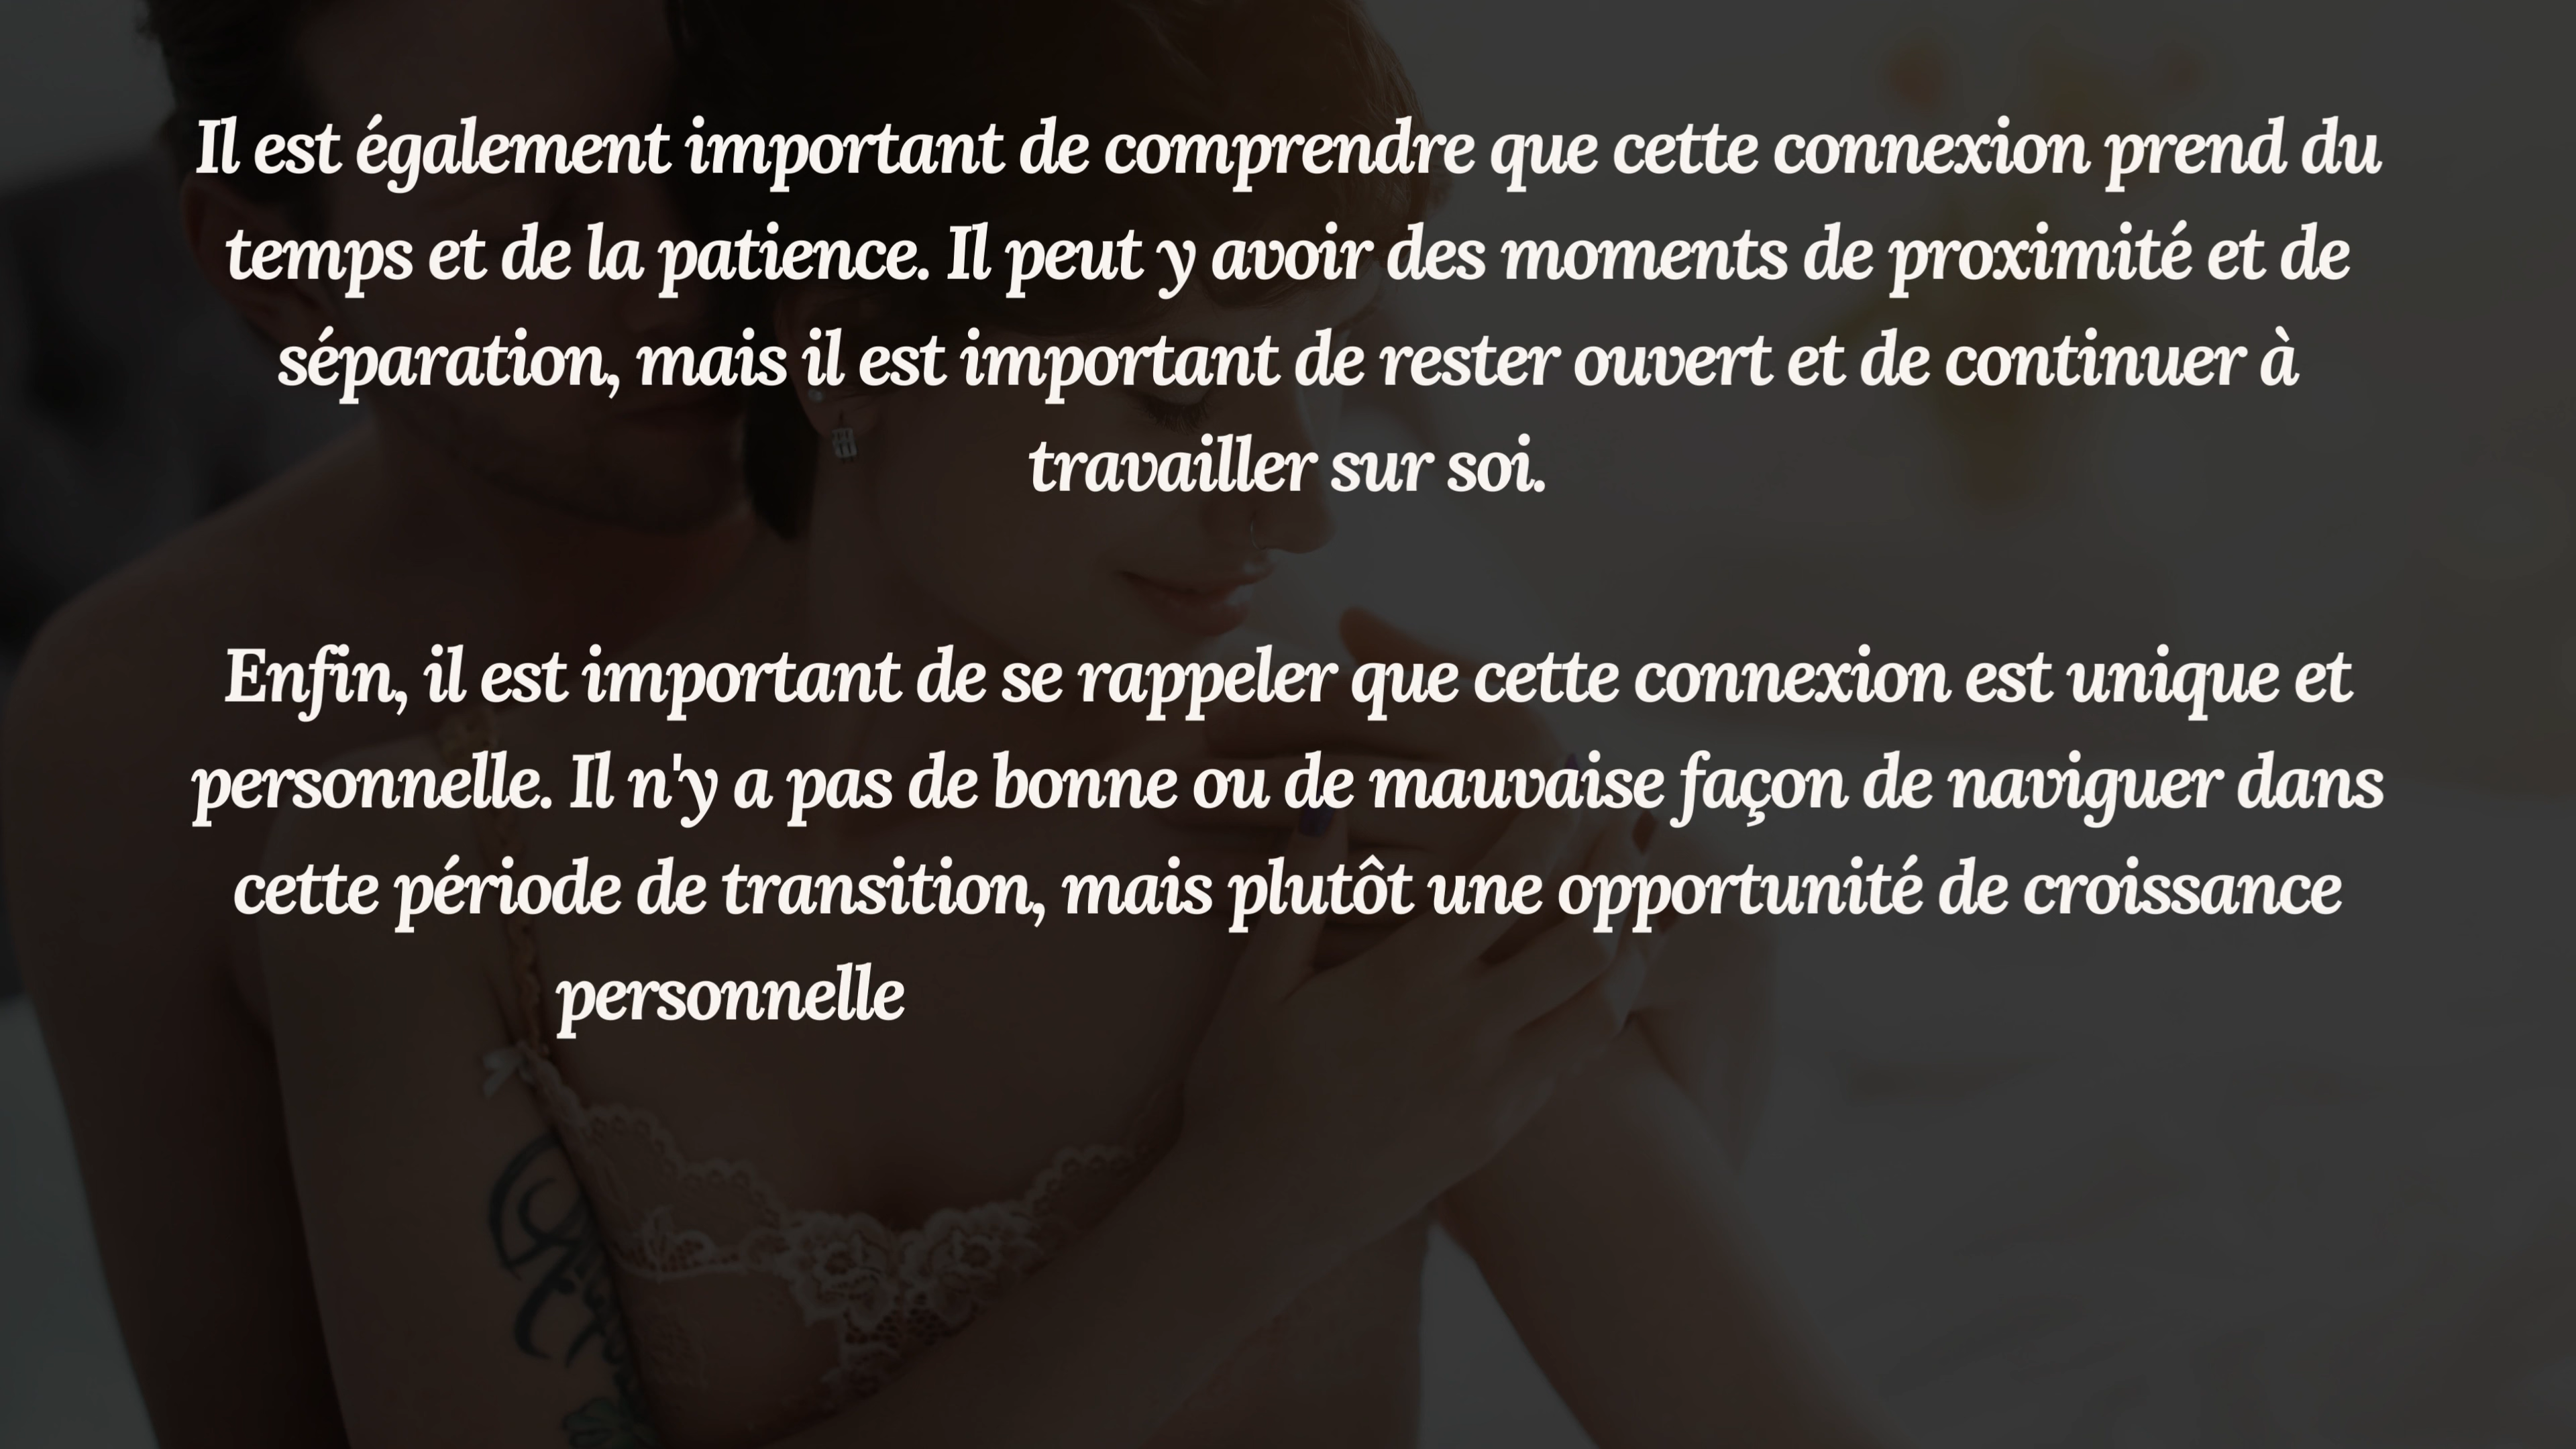 Il est également important de comprendre que cette connexion prend du
temps et de la patience. Il peut y avoir des moments de proximité et de
séparation, mais il est important de rester ouvert et de continuer à
travailler sur soi.
Enfin, il est important de se rappeler que cette connexion est unique et
personnelle. Il n'y a pas de bonne ou de mauvaise façon de naviguer dans
cette période de transition, mais plutôt une opportunité de croissance
personnelle